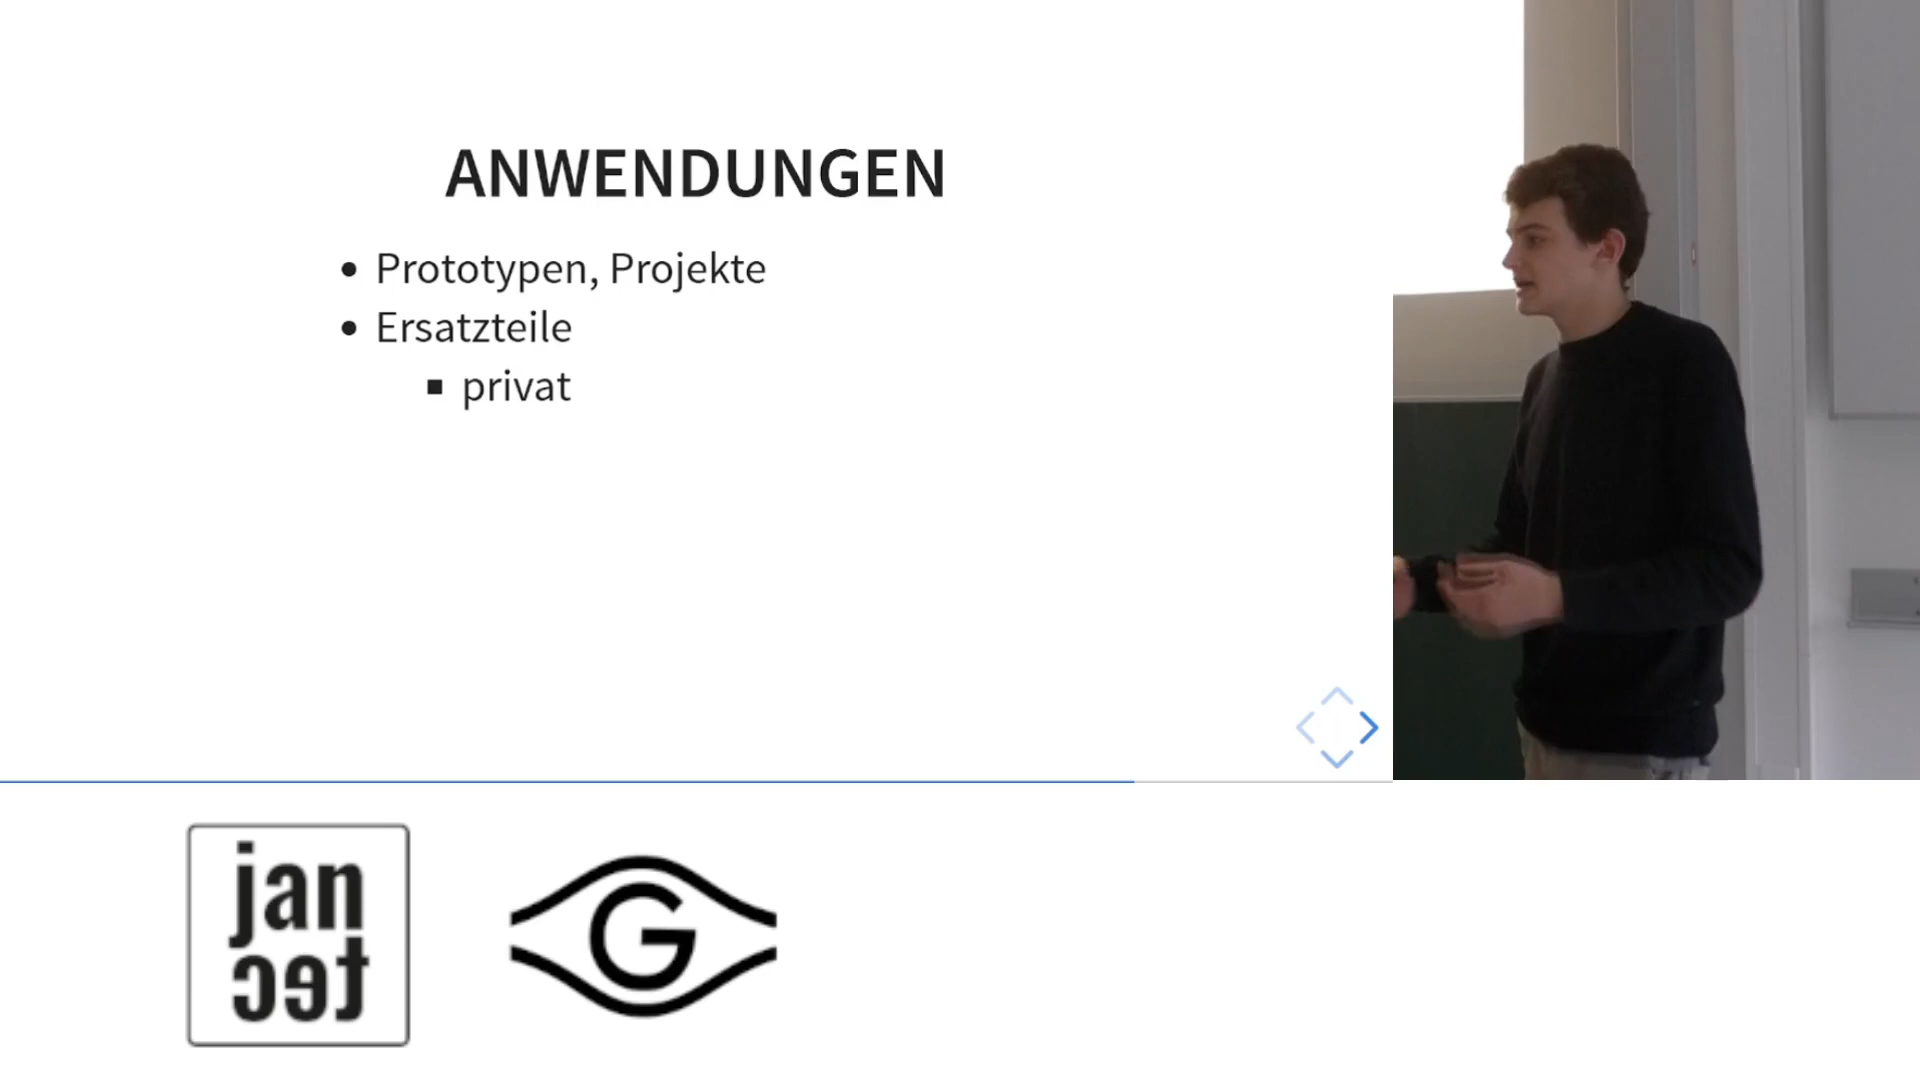 ANWENDUNGEN
Prototypen, Projekte
Ersatzteile
privat
jan
tec
G